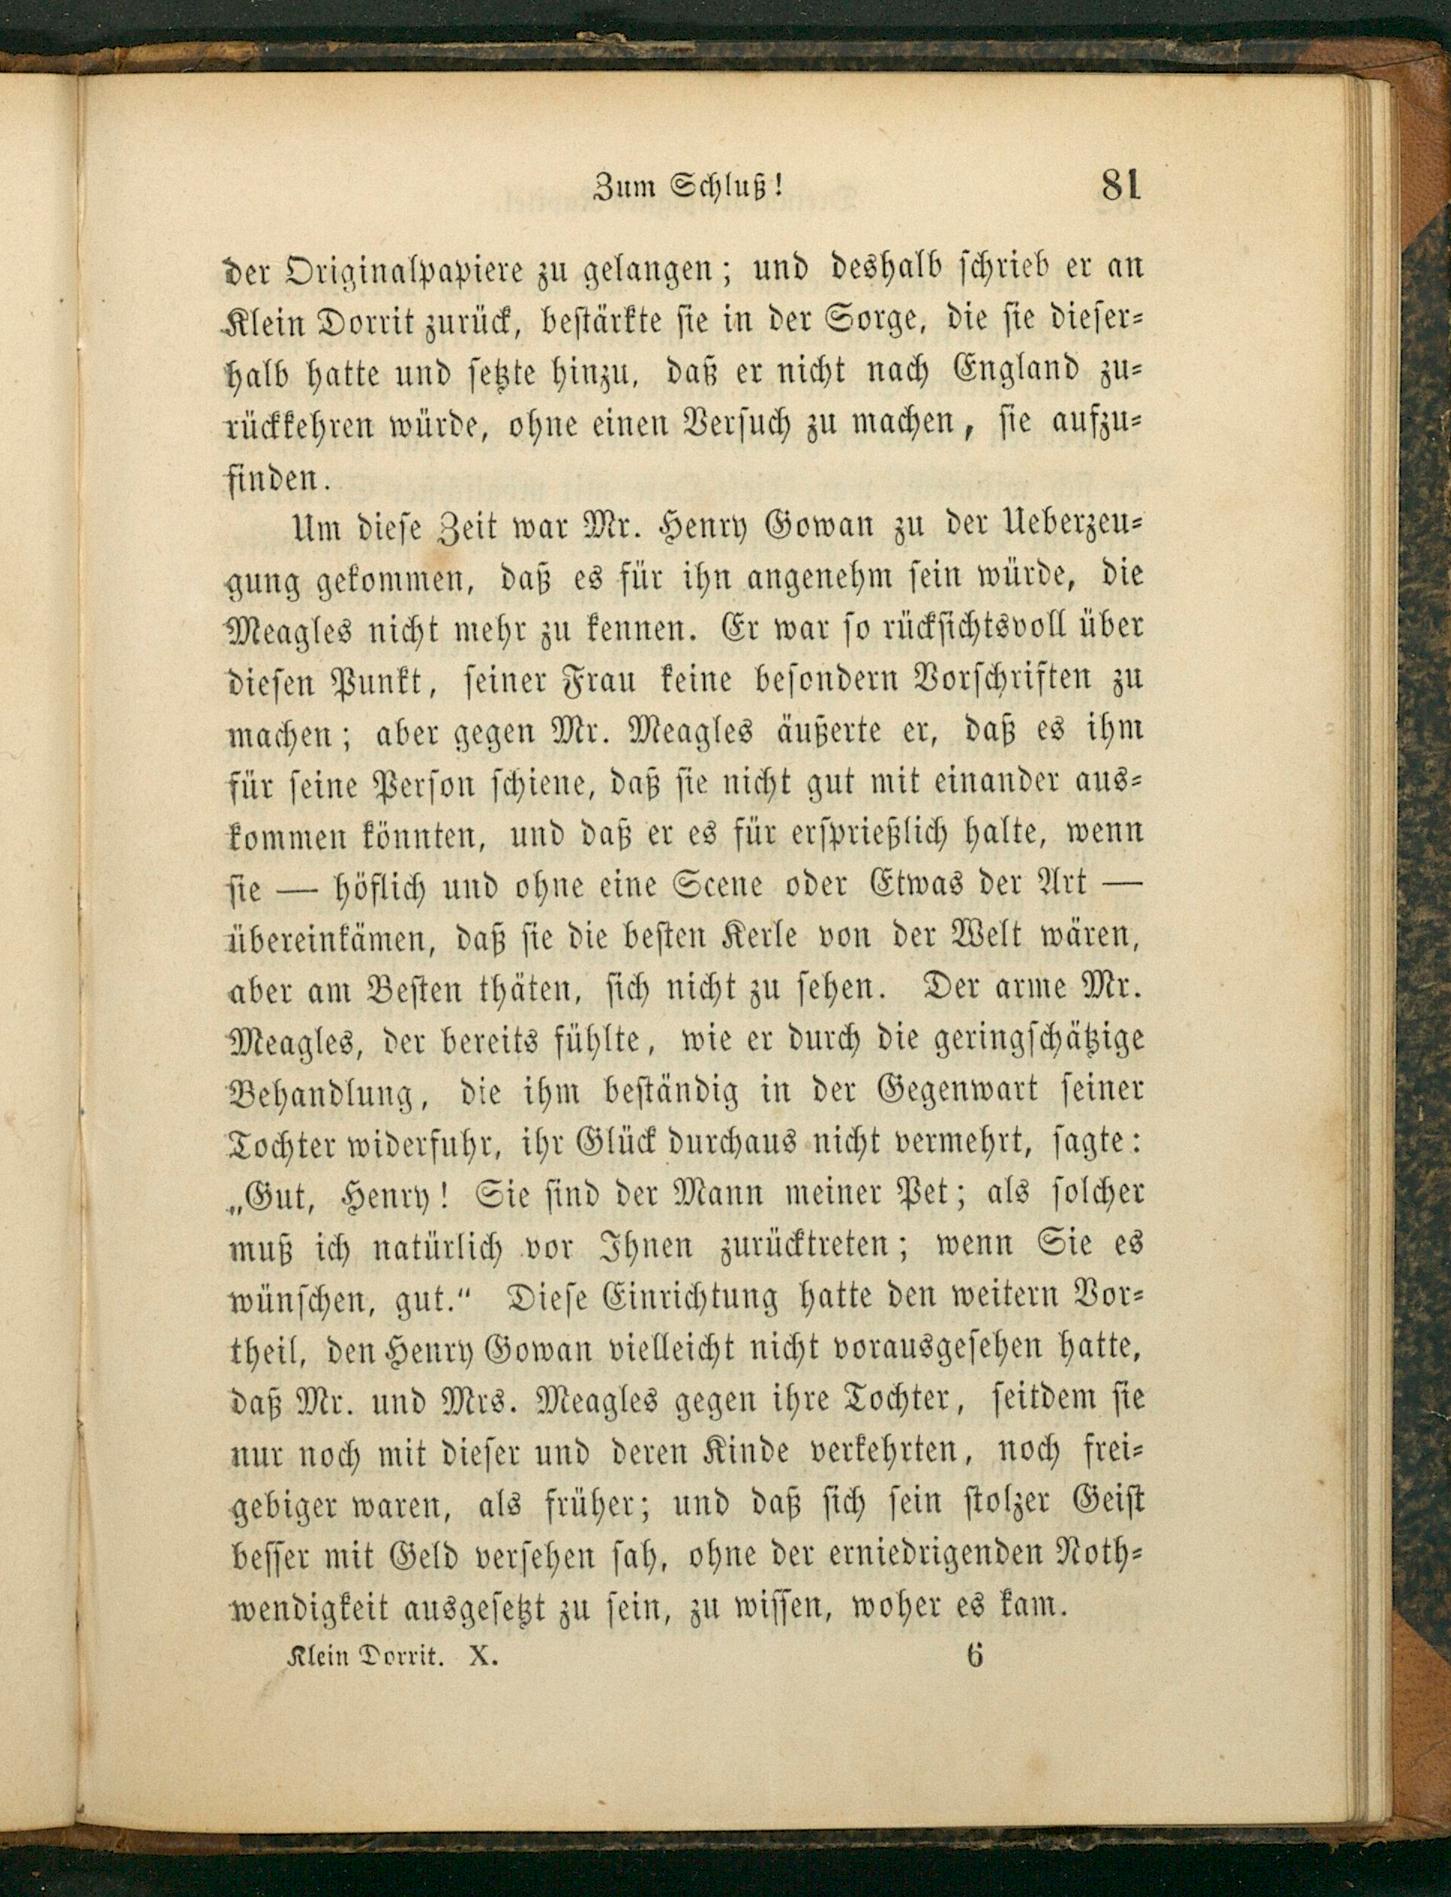 Zum Schluß! 81
der Originalpapiere zu gelangen; und deshalb schrieb er an
Klein Dorrit zurück, bestärkte sie in der Sorge, die sie dieser-
halb hatte und setzte hinzu, daß er nicht nach England zu-
rückkehren würde, ohne einen Versuch zu machen, sie aufzu-
finden.
Um diese Zeit war Mr. Henry Gowan zu der Ueberzeu-
gung gekommen, daß es für ihn angenehm sein würde, die
Meagles nicht mehr zu kennen. Er war so rücksichtsvoll über
diesen Punkt, seiner Frau keine besondern Vorschriften zu
machen; aber gegen Mr. Meagles äußerte er, daß es ihm
für seine Person schiene, daß sie nicht gut mit einander aus-
kommen könnten, und daß er es für ersprießlich halte, wenn
sie — höflich und ohne eine Scene oder Etwas der Art —
übereinkämen, daß sie die besten Kerle von der Welt wären,
aber am Besten thäten, sich nicht zu sehen. Der arme Mr.
Meagles, der bereits fühlte, wie er durch die geringschätzige
Behandlung, die ihm beständig in der Gegenwart seiner
Tochter widerfuhr, ihr Glück durchaus nicht vermehrt, sagte:
„Gut, Henry! Sie sind der Mann meiner Pet; als solcher
muß ich natürlich vor Ihnen zurücktreten; wenn Sie es
wünschen, gut.“ Diese Einrichtung hatte den weitern Vor-
theil, den Henry Gowan vielleicht nicht vorausgesehen hatte,
daß Mr. und Mrs. Meagles gegen ihre Tochter, seitdem sie
nur noch mit dieser und deren Kinde verkehrten, noch frei-
gebiger waren, als früher; und daß sich sein stolzer Geist
besser mit Geld versehen sah, ohne der erniedrigenden Noth-
wendigkeit ausgesetzt zu sein, zu wissen, woher es kam.
Klein Dorrit. X. 6